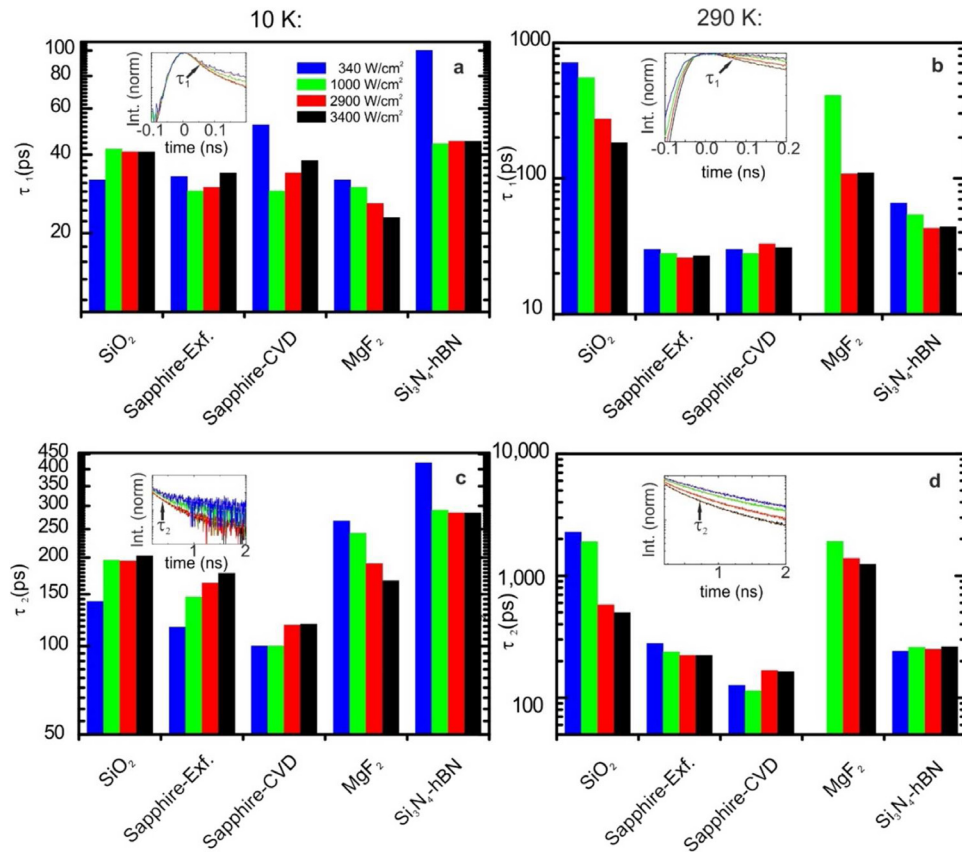 10 K:
290 K:
a
τ 1(ps)
100
80
60
40
20
340 W/cm²
1000 W/cm²
2900 W/cm²
3400 W/cm²
Int. (norm)
τ1
-0.1 0 0.1
time (ns)
SiO2
Sapphire-Exf.
Sapphire-CVD
MgF2
Si3N4-hBN
b
τ 1(ps)
1000
100
10
Int. (norm)
τ1
-0.1 0.0 0.1 0.2
time (ns)
SiO2
Sapphire-Exf.
Sapphire-CVD
MgF2
Si3N4-hBN
c
τ 2(ps)
450
400
350
300
250
200
150
100
50
Int. (norm)
τ2
1 2
time (ns)
SiO2
Sapphire-Exf.
Sapphire-CVD
MgF2
Si3N4-hBN
d
τ 2(ps)
10,000
1,000
100
Int. (norm)
τ2
1 2
time (ns)
SiO2
Sapphire-Exf.
Sapphire-CVD
MgF2
Si3N4-hBN